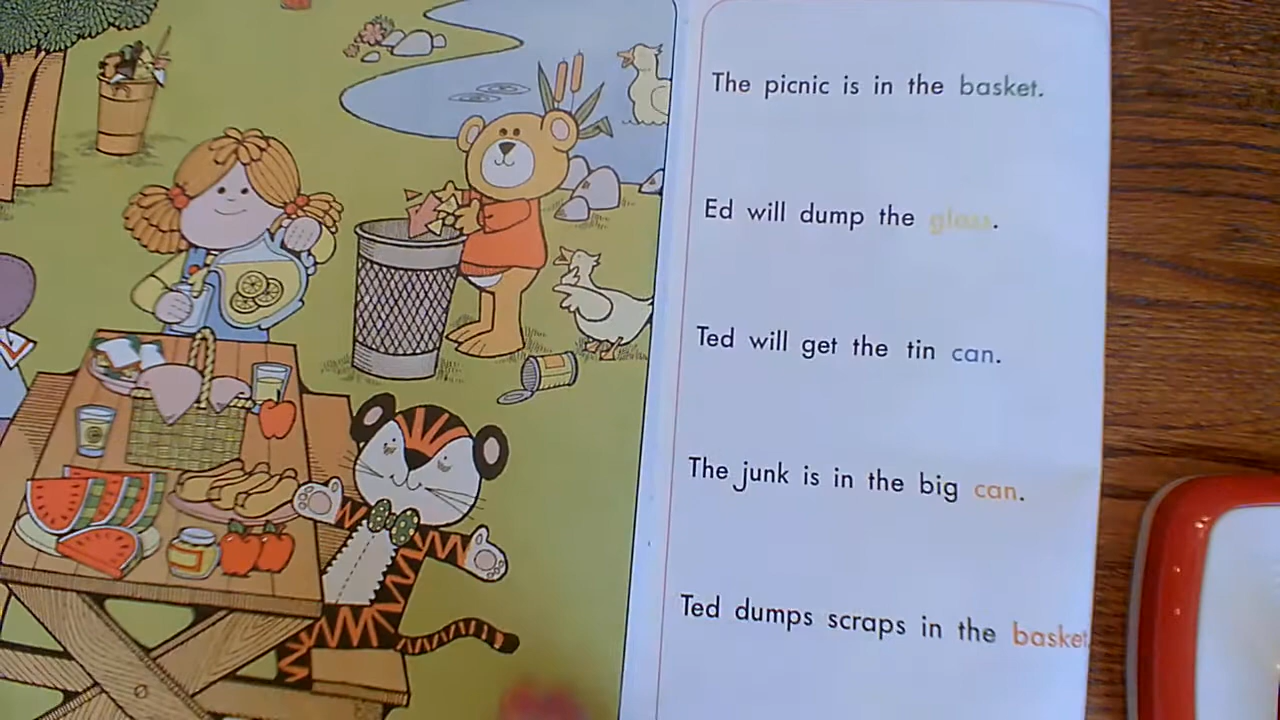 The picnic is in the basket.
Ed will dump the glass.
Ted will get the tin can.
The junk is in the big can.
Ted dumps scraps in the basket